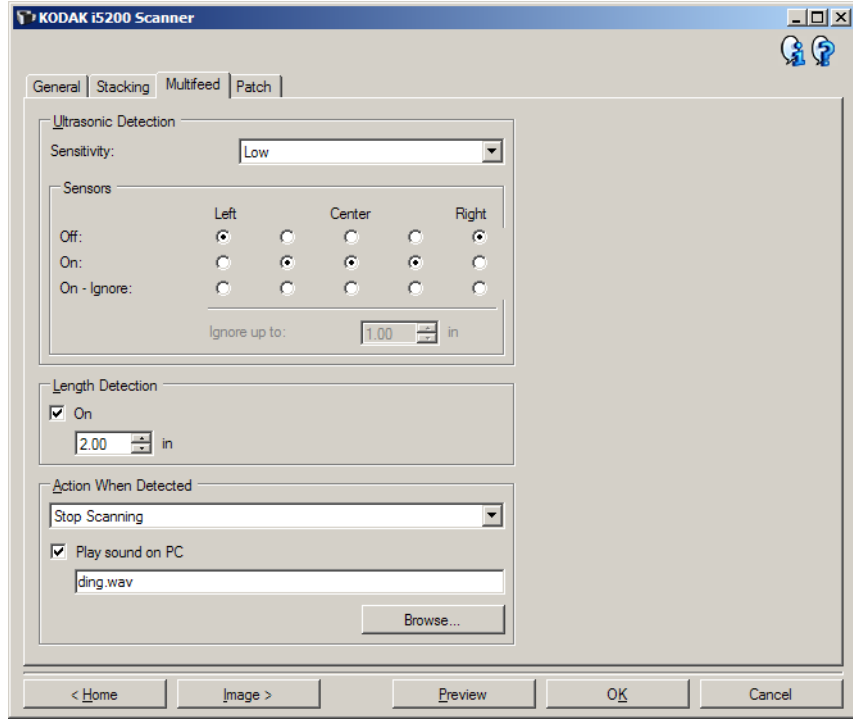 KODAK i5200 Scanner
General Stacking Multifeed Patch
Ultrasonic Detection
Sensitivity: Low
Sensors
Left Center Right
Off:
On:
On - Ignore:
Ignore up to: 1.00 in
Length Detection
On
2.00 in
Action When Detected
Stop Scanning
Play sound on PC
ding.wav
Browse...
< Home Image > Preview OK Cancel